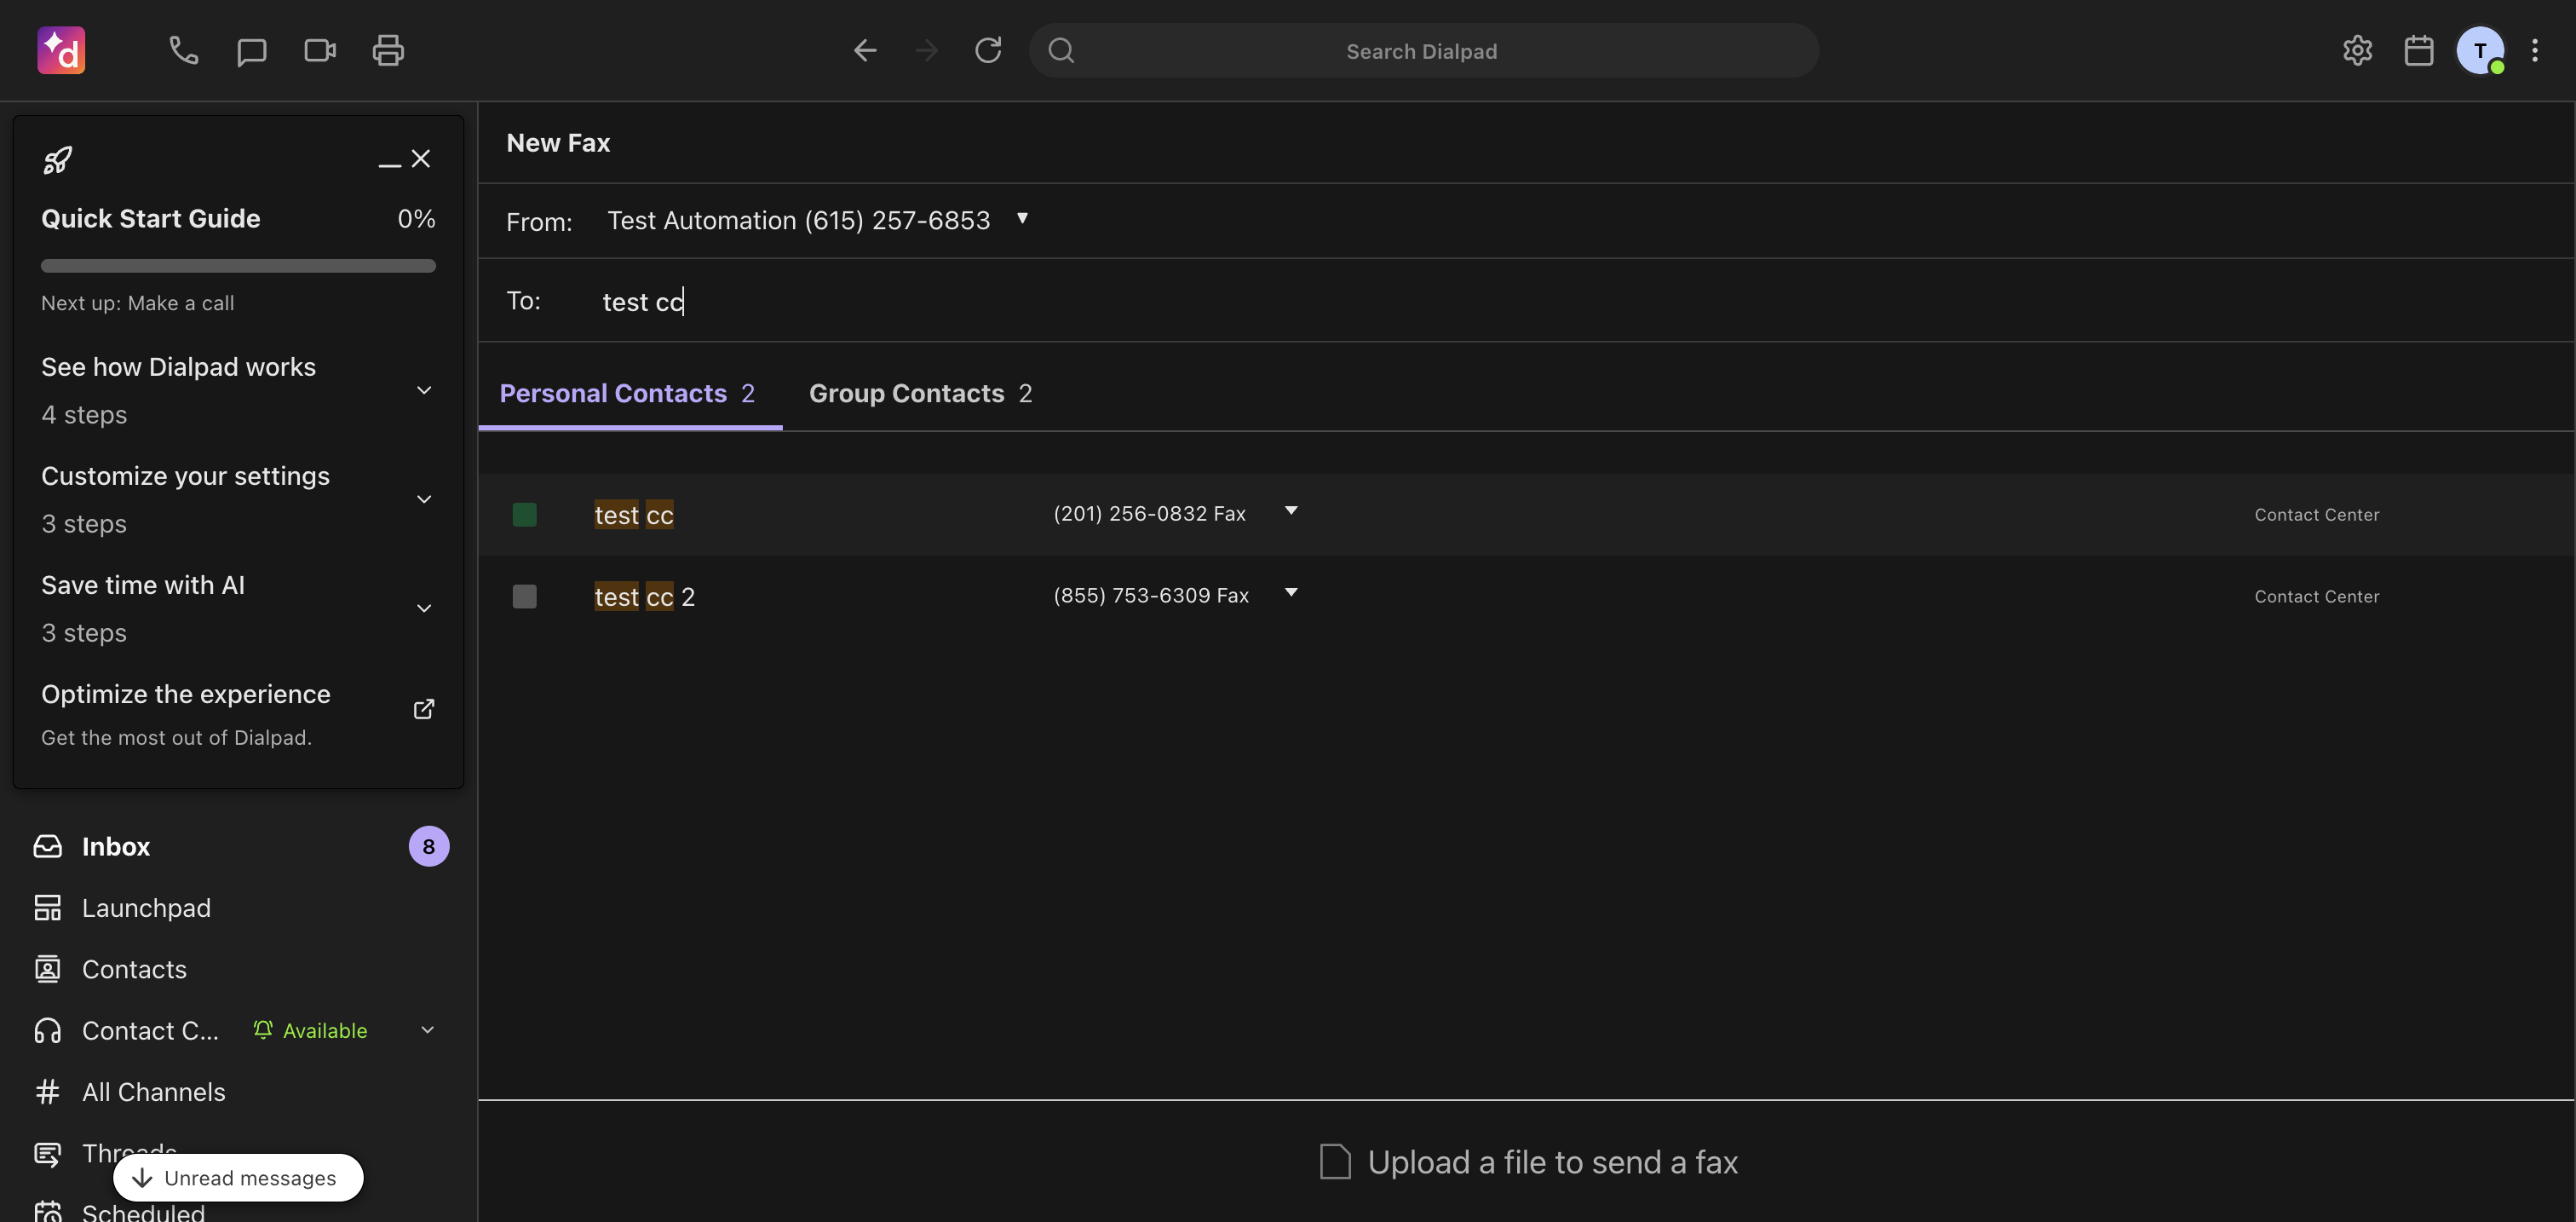 d
Search Dialpad
T
Quick Start Guide 0%
Next up: Make a call
See how Dialpad works
4 steps
Customize your settings
3 steps
Save time with AI
3 steps
Optimize the experience
Get the most out of Dialpad.
Inbox 8
Launchpad
Contacts
Contact C... Available
All Channels
Threads
Unread messages
Scheduled
New Fax
From: Test Automation (615) 257-6853
To: test cc
Personal Contacts 2 Group Contacts 2
test cc (201) 256-0832 Fax Contact Center
test cc 2 (855) 753-6309 Fax Contact Center
Upload a file to send a fax